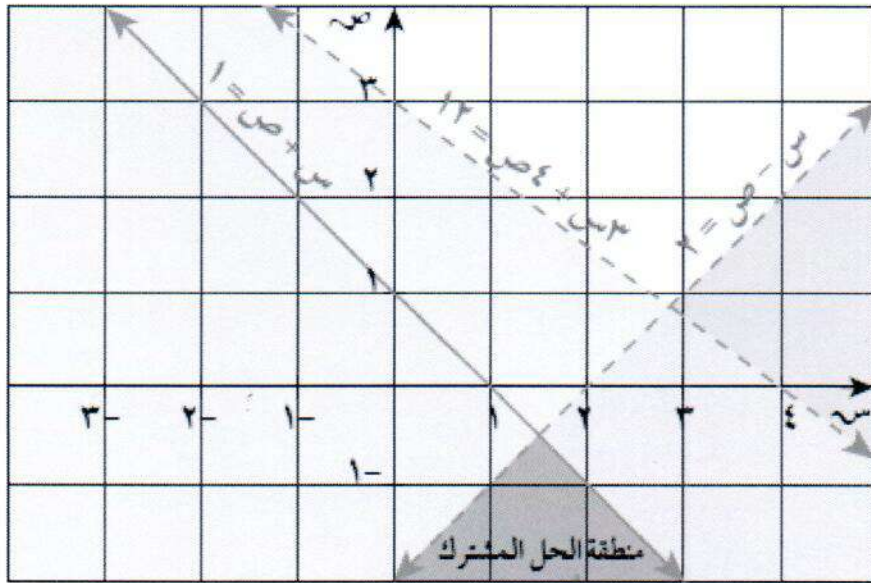 ص
٣
س + ص = ١
٣س + ٤ص = ١٢
س − ص = ٢
٢
١
−٣ −٢ −١ ١ ٢ ٣ ٤ س
−١
منطقة الحل المشترك